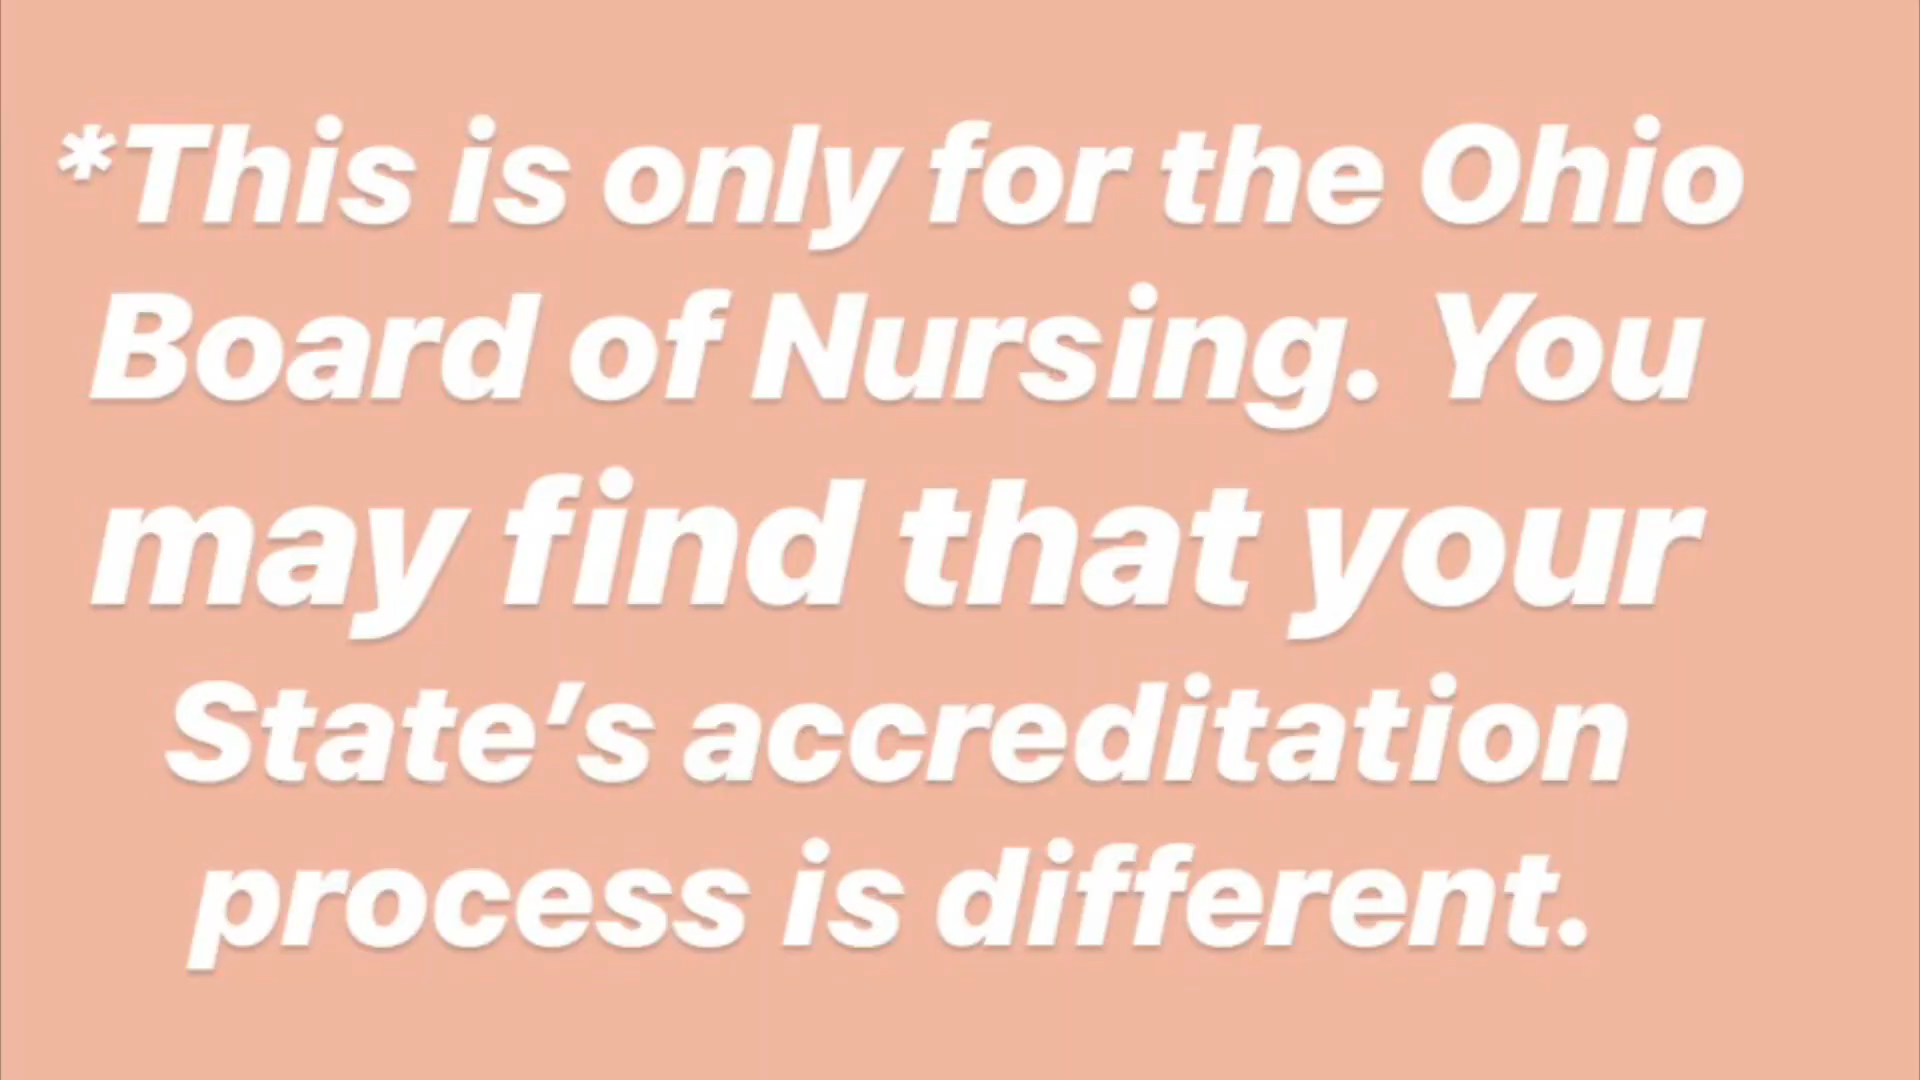 *This is only for the Ohio
Board of Nursing. You
may find that your
State’s accreditation
process is different.